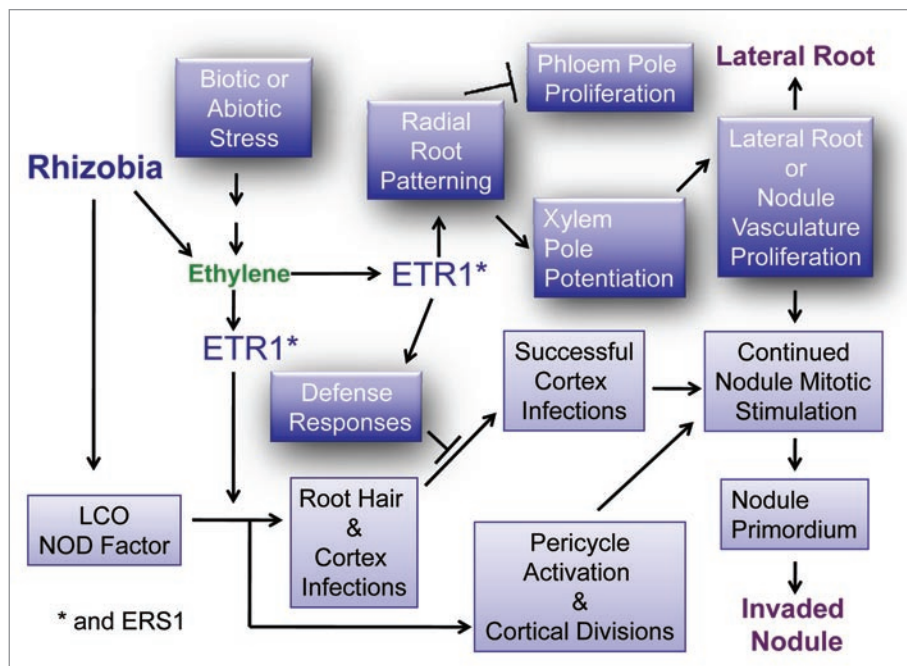 Biotic or
Abiotic
Stress
Rhizobia
Ethylene
ETR1*
ETR1*
Radial
Root
Patterning
Phloem Pole
Proliferation
Xylem
Pole
Potentiation
Lateral Root
Lateral Root
or
Nodule
Vasculature
Proliferation
Defense
Responses
Successful
Cortex
Infections
Continued
Nodule Mitotic
Stimulation
LCO
NOD Factor
Root Hair
&
Cortex
Infections
Pericycle
Activation
&
Cortical Divisions
Nodule
Primordium
Invaded
Nodule
* and ERS1